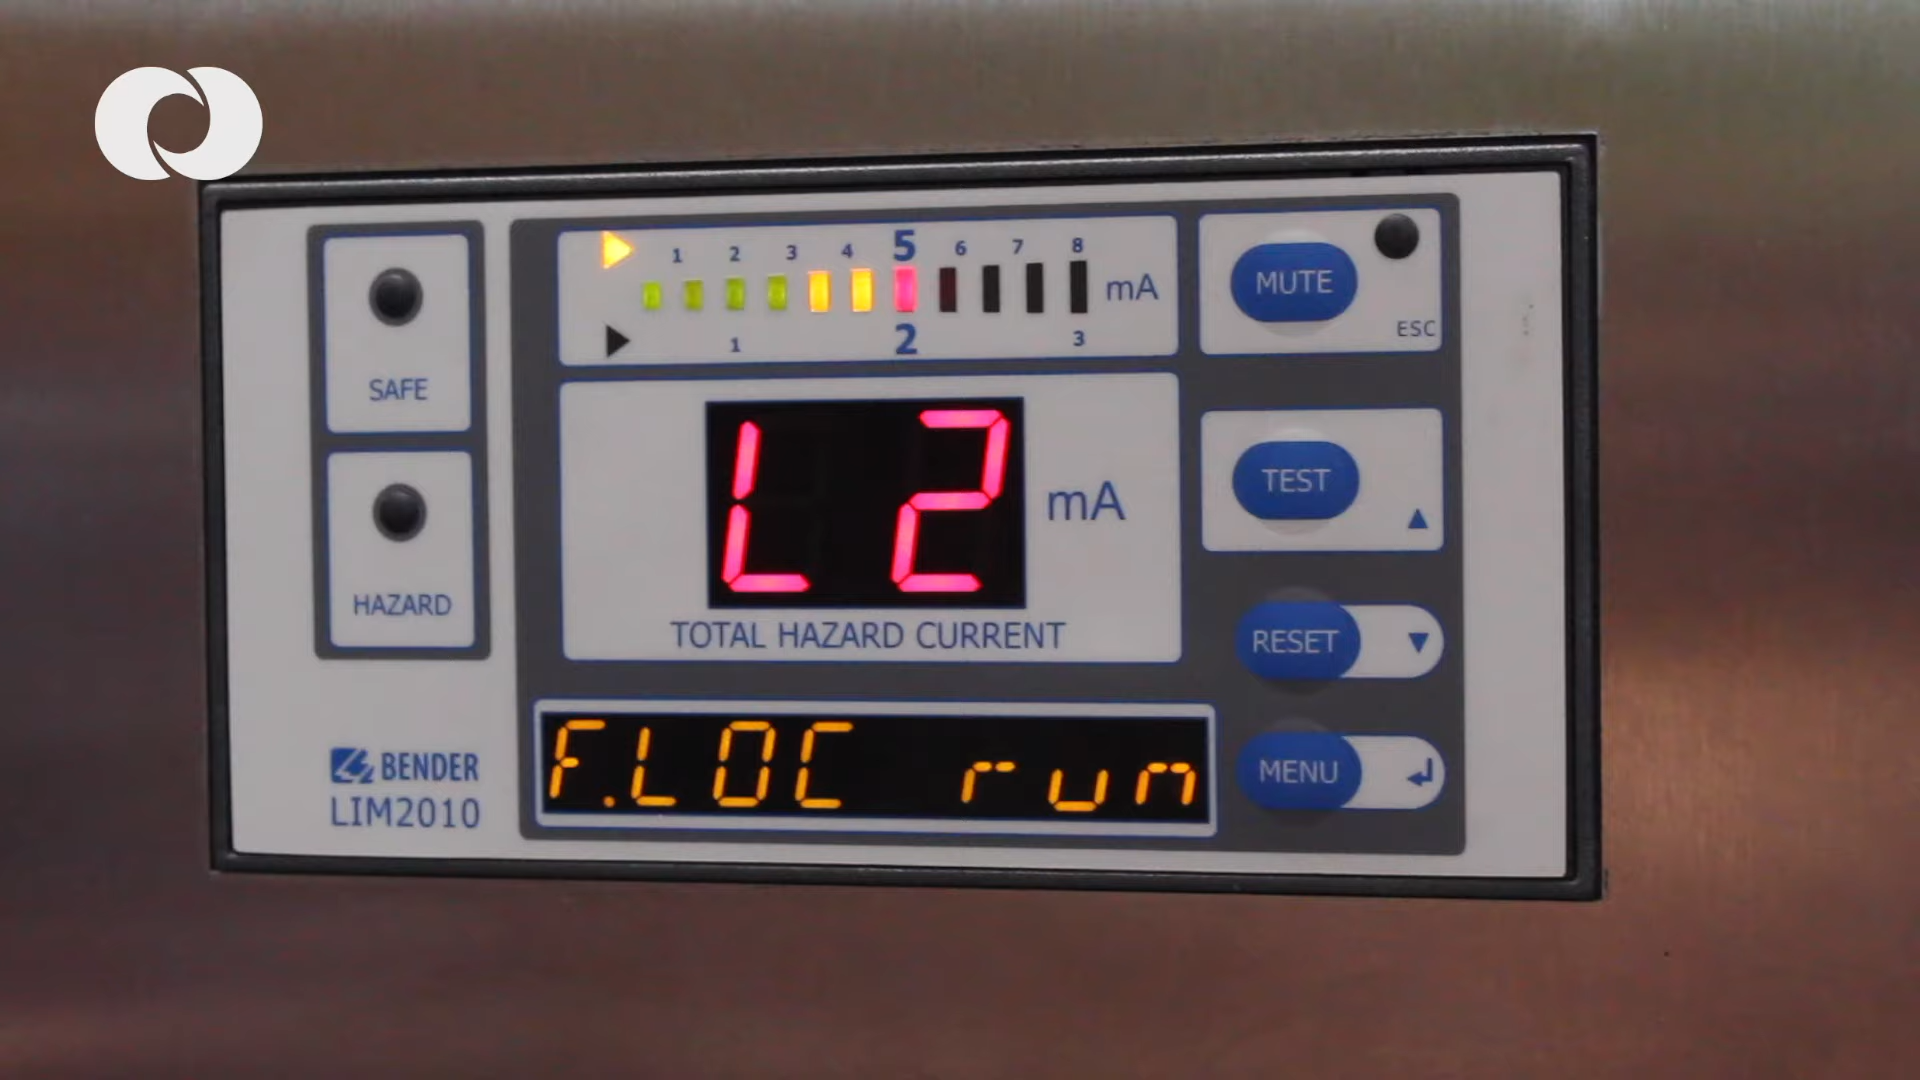 1 2 3 4 5 6 7 8
mA
1 2 3
MUTE
ESC
SAFE
L2
mA
TOTAL HAZARD CURRENT
TEST
HAZARD
RESET
F.LOC run
MENU
BENDER
LIM2010